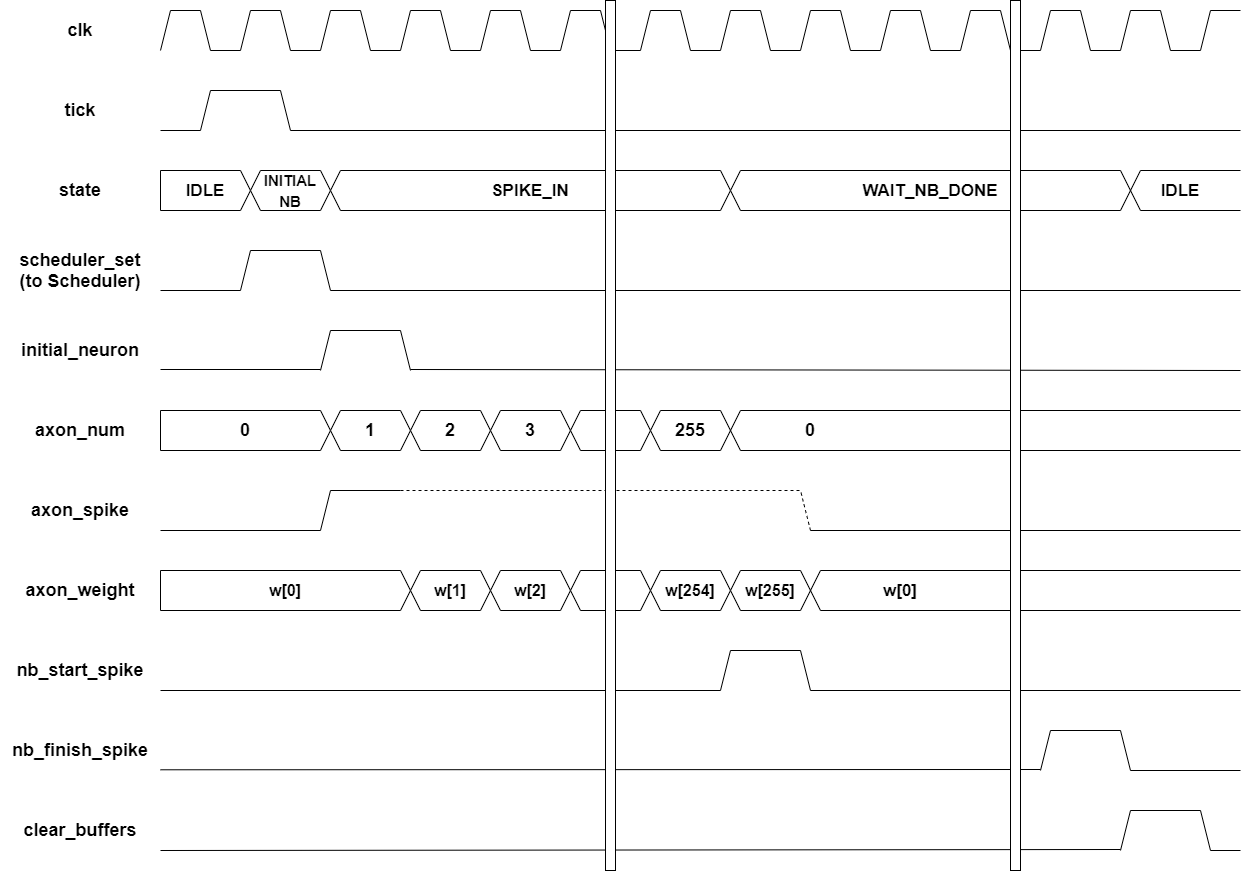 clk
tick
state
IDLE
INITIAL
NB
SPIKE_IN
WAIT_NB_DONE
IDLE
scheduler_set
(to Scheduler)
initial_neuron
axon_num
0
1
2
3
255
0
axon_spike
axon_weight
w[0]
w[1]
w[2]
w[254]
w[255]
w[0]
nb_start_spike
nb_finish_spike
clear_buffers